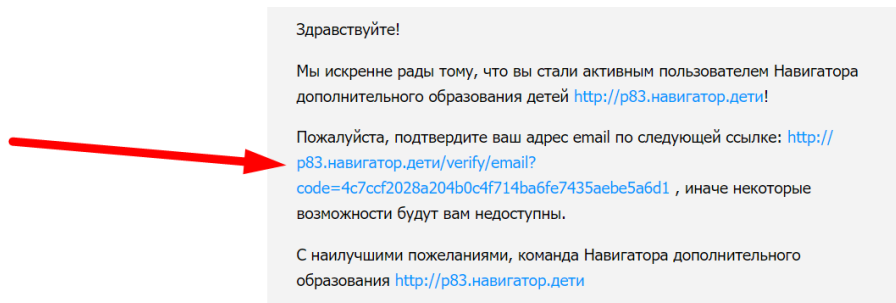 Здравствуйте!
Мы искренне рады тому, что вы стали активным пользователем Навигатора
дополнительного образования детей http://р83.навигатор.дети!
Пожалуйста, подтвердите ваш адрес email по следующей ссылке: http://
р83.навигатор.дети/verify/email?
code=4c7ccf2028a204b0c4f714ba6fe7435aebe5a6d1 , иначе некоторые
возможности будут вам недоступны.
С наилучшими пожеланиями, команда Навигатора дополнительного
образования http://р83.навигатор.дети